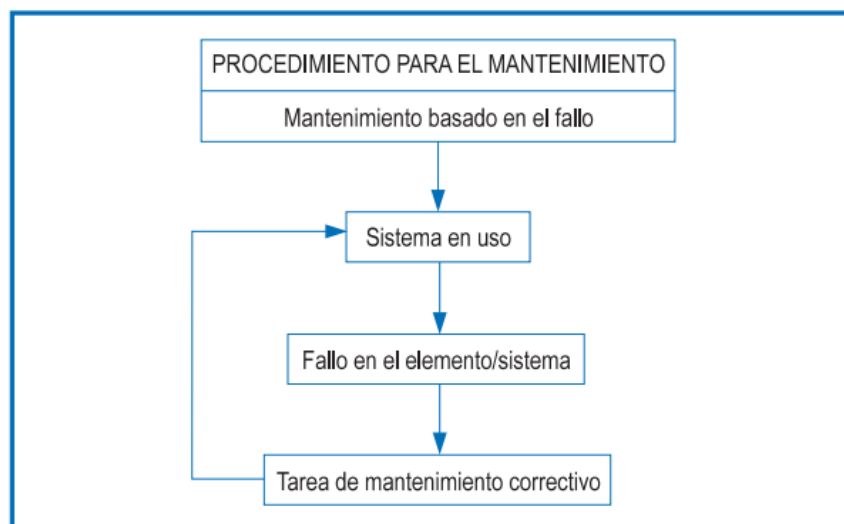 PROCEDIMIENTO PARA EL MANTENIMIENTO
Mantenimiento basado en el fallo
Sistema en uso
Fallo en el elemento/sistema
Tarea de mantenimiento correctivo